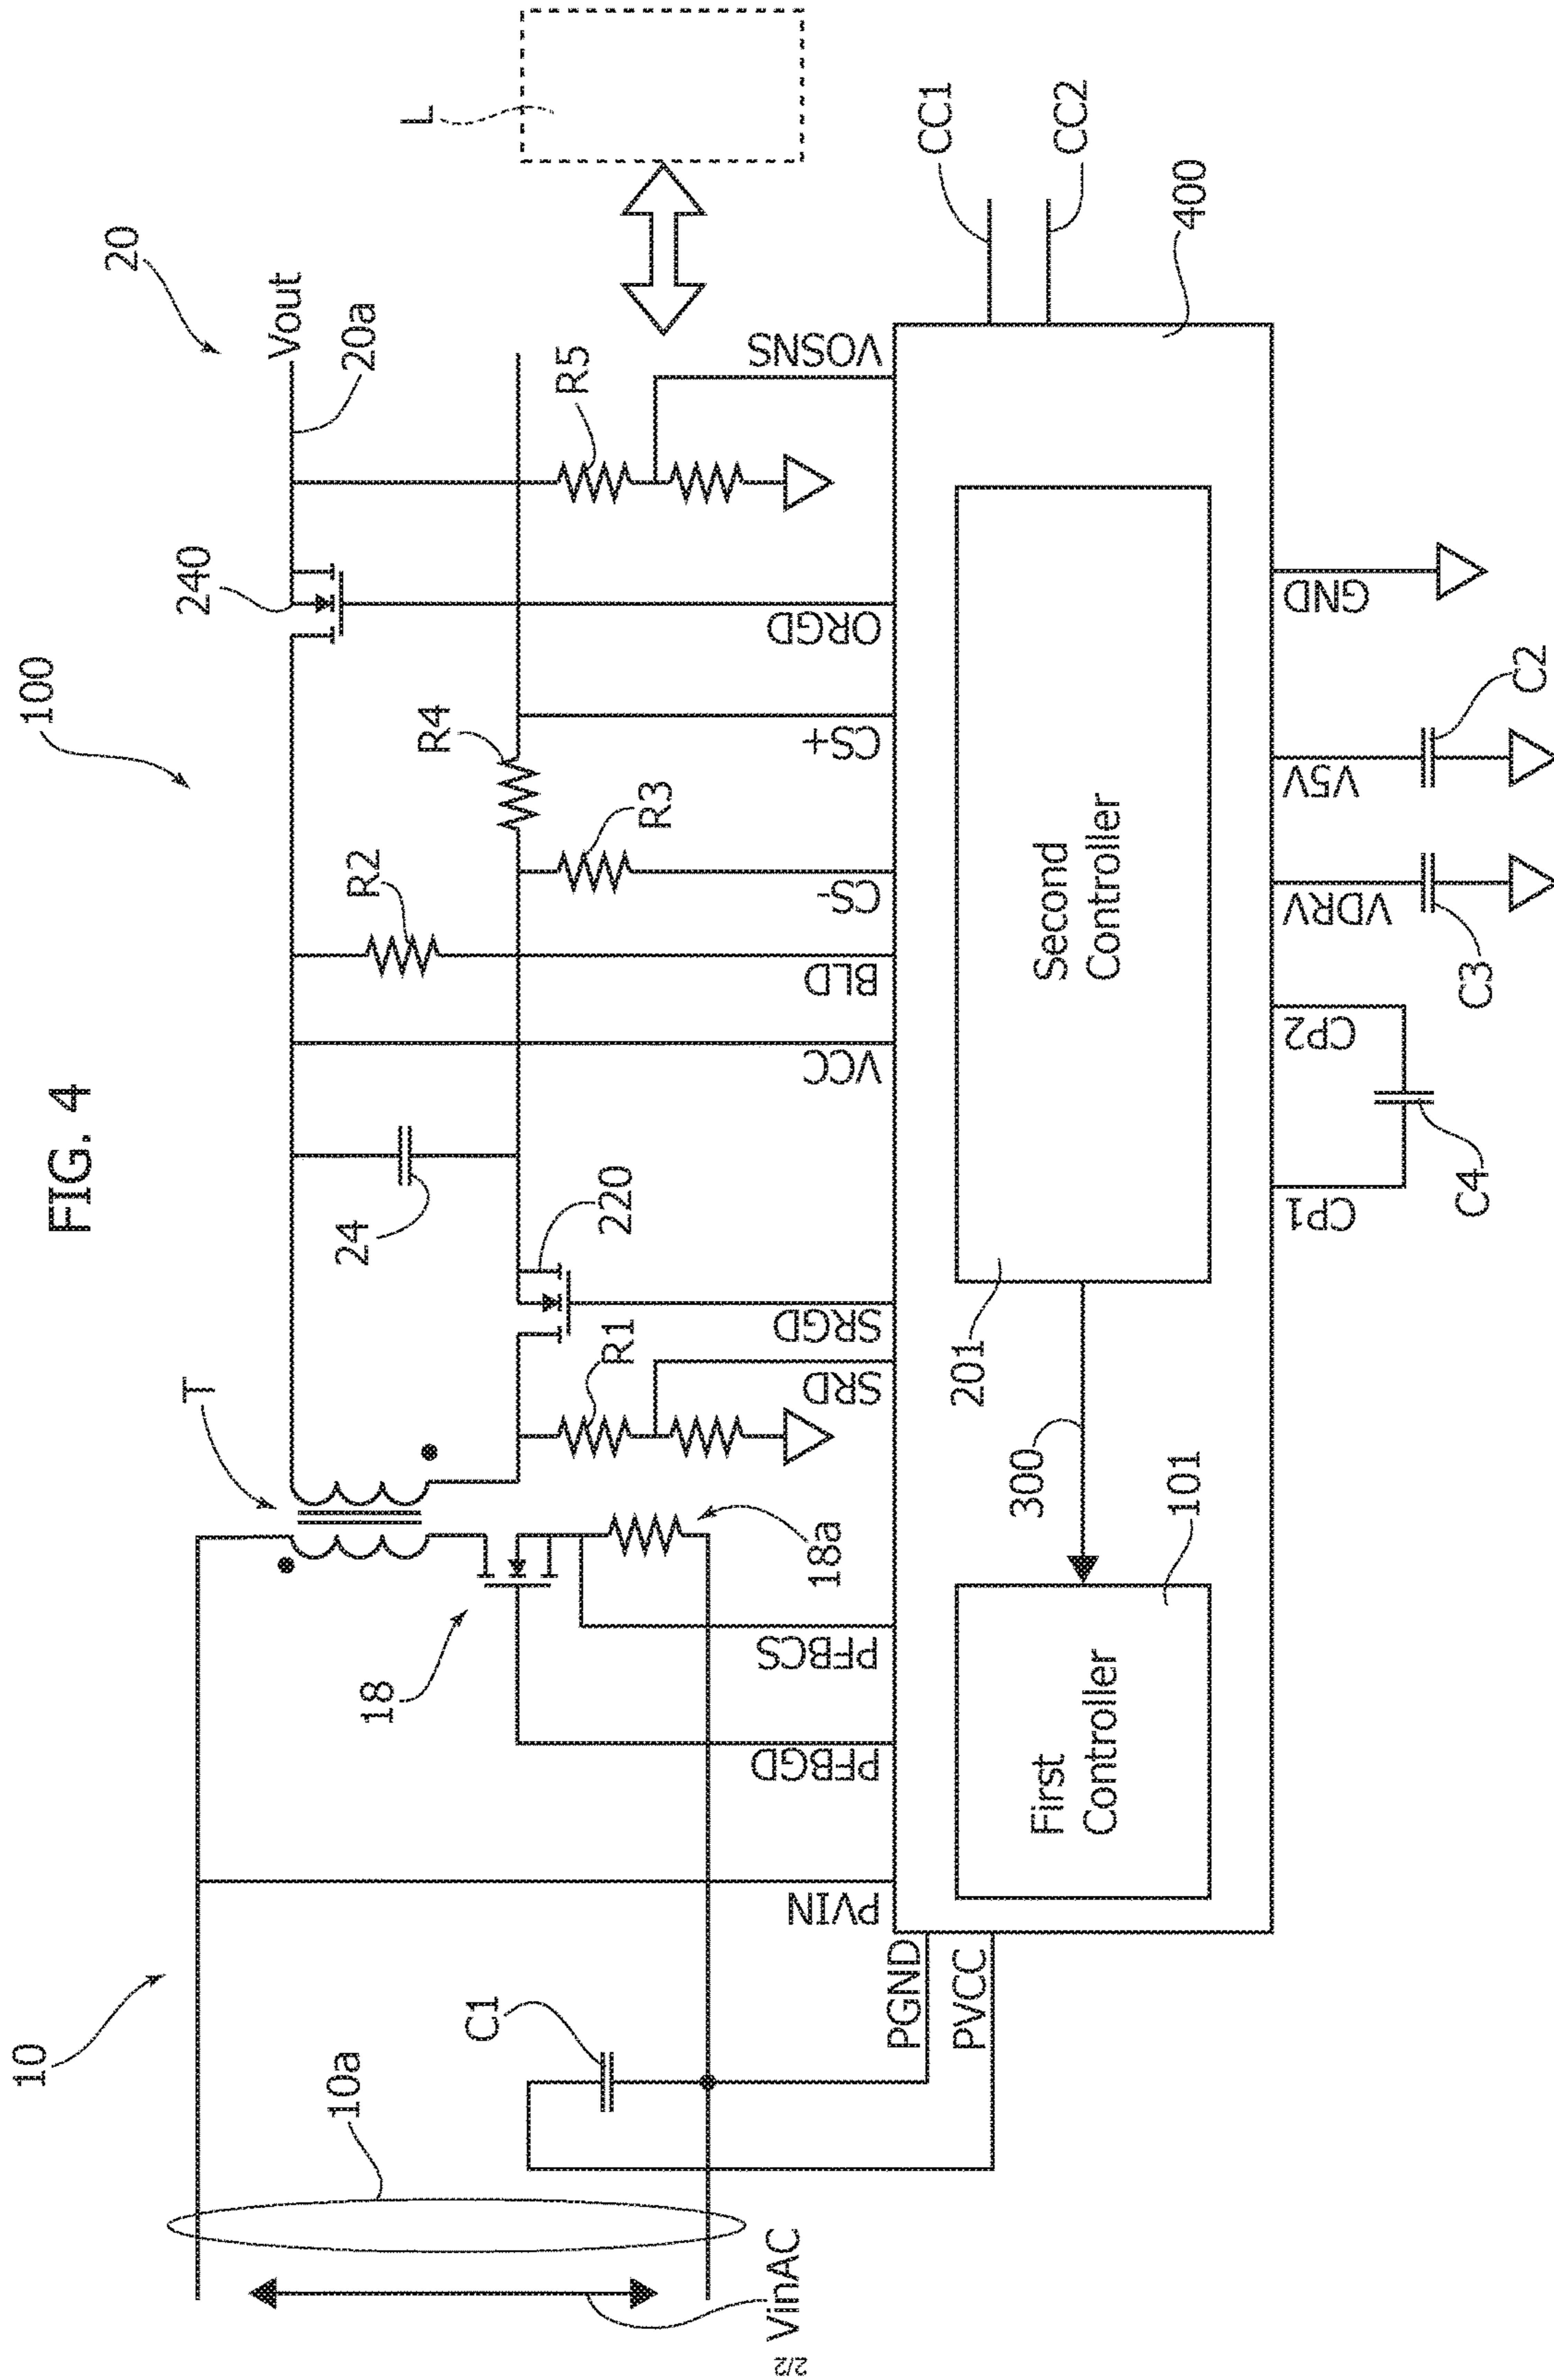 FIG. 4
100
10
20
10a
VinAC
C1
18
18a
T
24
220
R1
R2
R3
R4
240
Vout
20a
R5
L
PGND
PVCC
PVIN
PFBGD
PFBCS
SRD
SRGD
VCC
BLD
CS-
CS+
ORGD
VOSNS
CC1
CC2
400
First
Controller
101
300
201
Second
Controller
CP1
CP2
C4
VDRV
C3
V5V
C2
GND
2/2